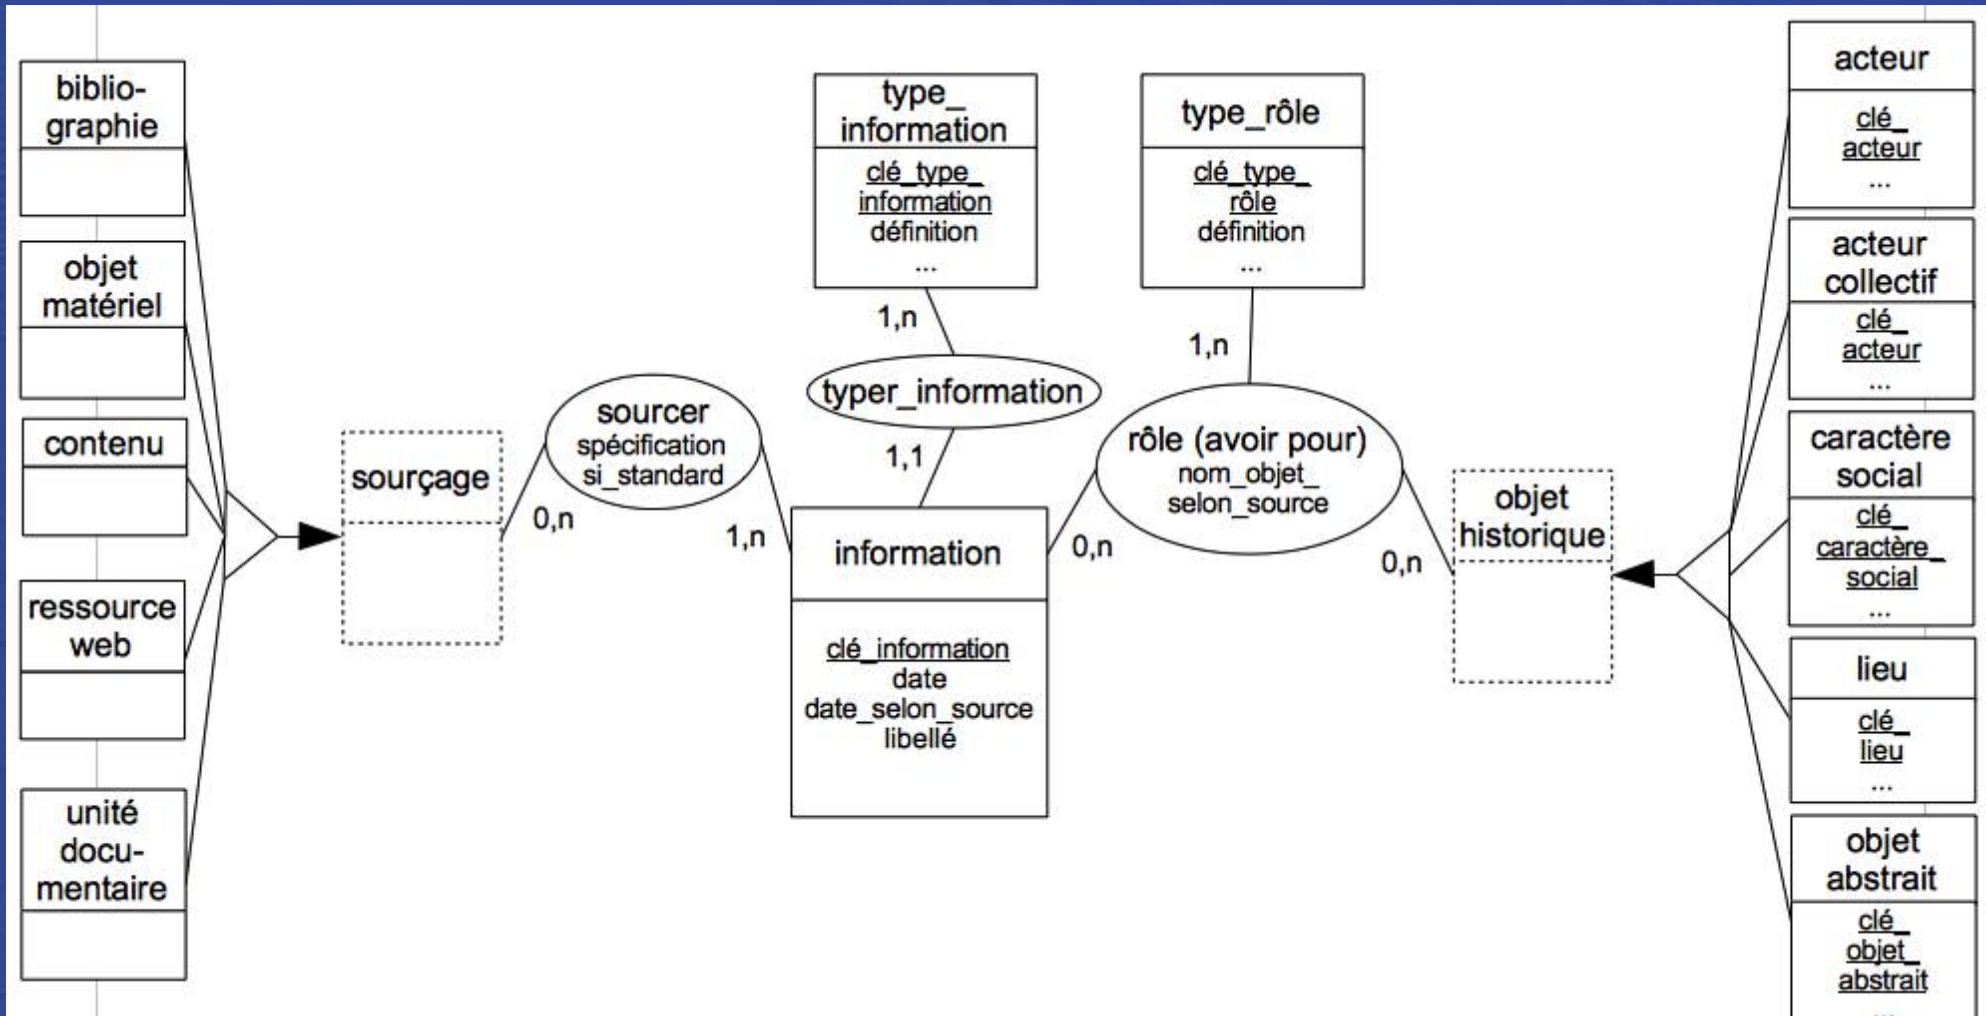 biblio-
graphie
objet
matériel
contenu
ressource
web
unité
docu-
mentaire
sourçage
0,n
sourcer
spécification
si_standard
1,n
type_
information
clé_type_
information
définition
...
1,n
typer_information
1,1
information
clé_information
date
date_selon_source
libellé
type_rôle
clé_type_
rôle
définition
...
1,n
rôle (avoir pour)
nom_objet_
selon_source
0,n
0,n
objet
historique
acteur
clé_
acteur
...
acteur
collectif
clé_
acteur
...
caractère
social
clé_
caractère_
social
...
lieu
clé_
lieu
...
objet
abstrait
clé_
objet_
abstrait
...